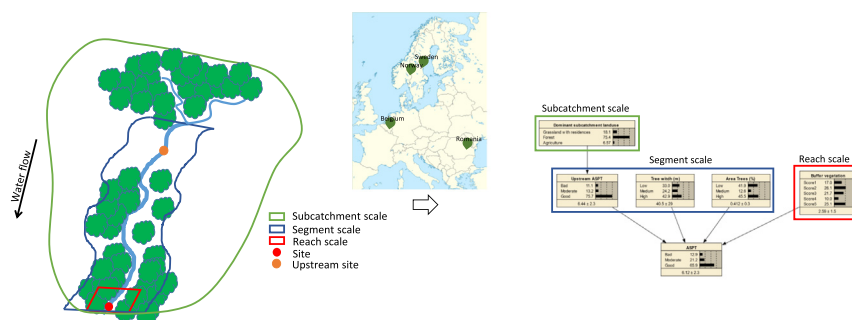 Water flow
Subcatchment scale
Segment scale
Reach scale
Site
Upstream site
Sweden
Norway
Belgium
Romania
Subcatchment scale
Dominant subcatchment landuse
Grassland with residences
Forest
Agriculture
Segment scale
Upstream ASPT
Bad
Moderate
Good
Low
Medium
High
Area Trees (%)
Low
Medium
High
Reach scale
Buffer vegetation
Score1
Score2
Score3
Score4
Score5
ASPT
Bad
Moderate
Good